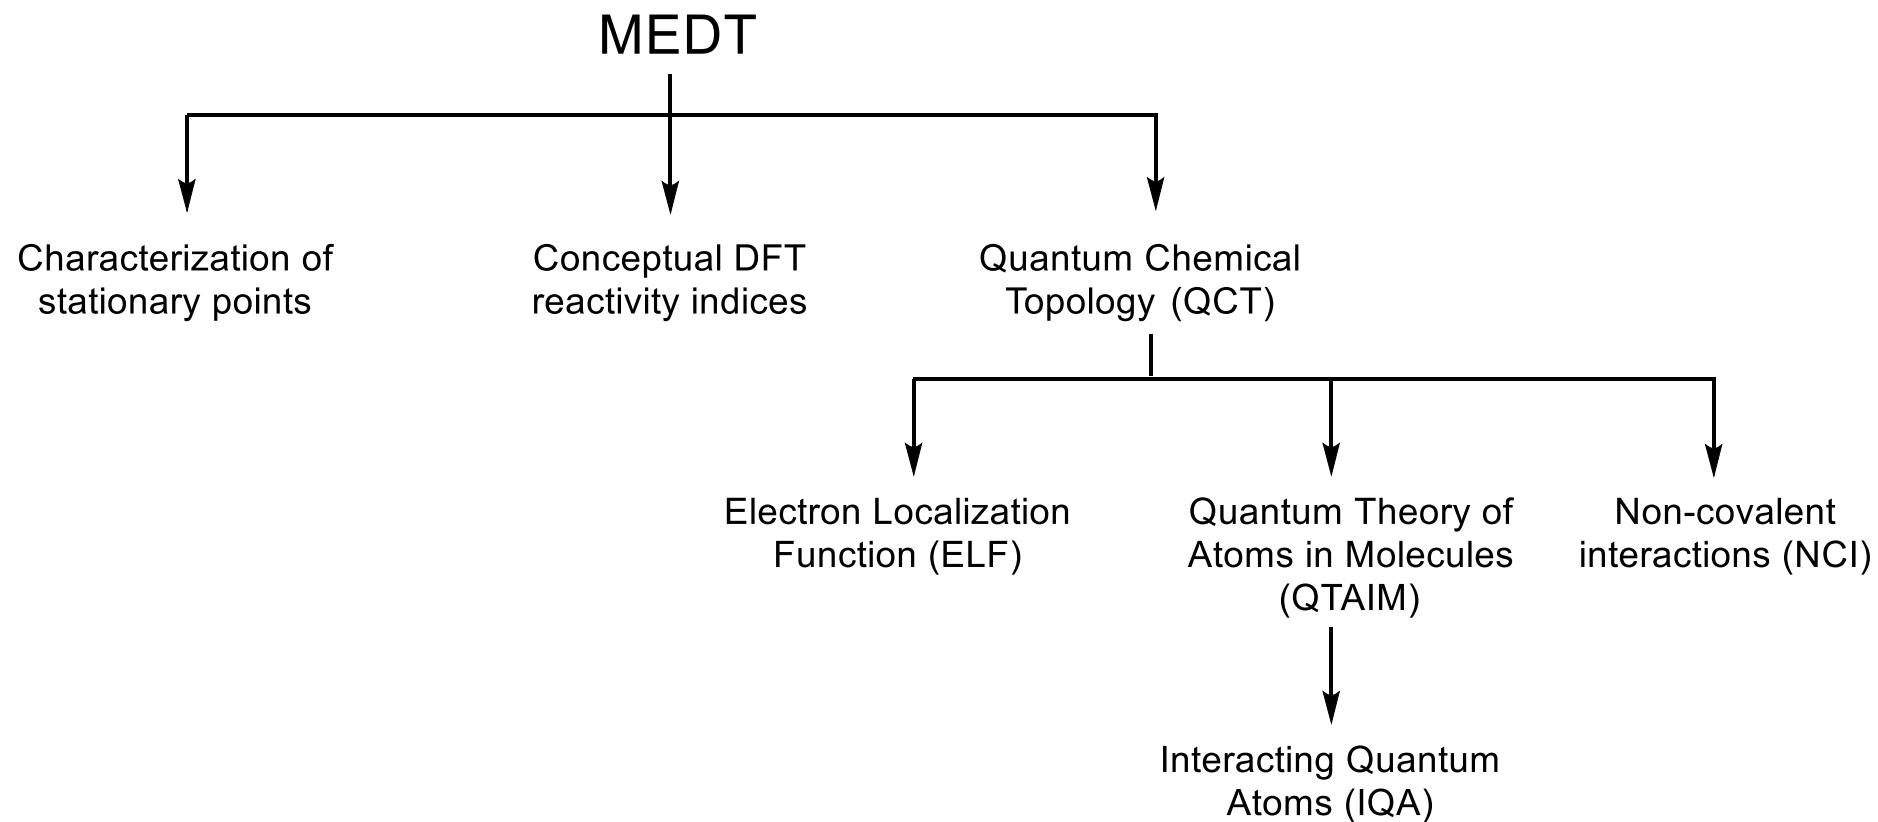 MEDT
Characterization of
stationary points
Conceptual DFT
reactivity indices
Quantum Chemical
Topology (QCT)
Electron Localization
Function (ELF)
Quantum Theory of
Atoms in Molecules
(QTAIM)
Non-covalent
interactions (NCI)
Interacting Quantum
Atoms (IQA)